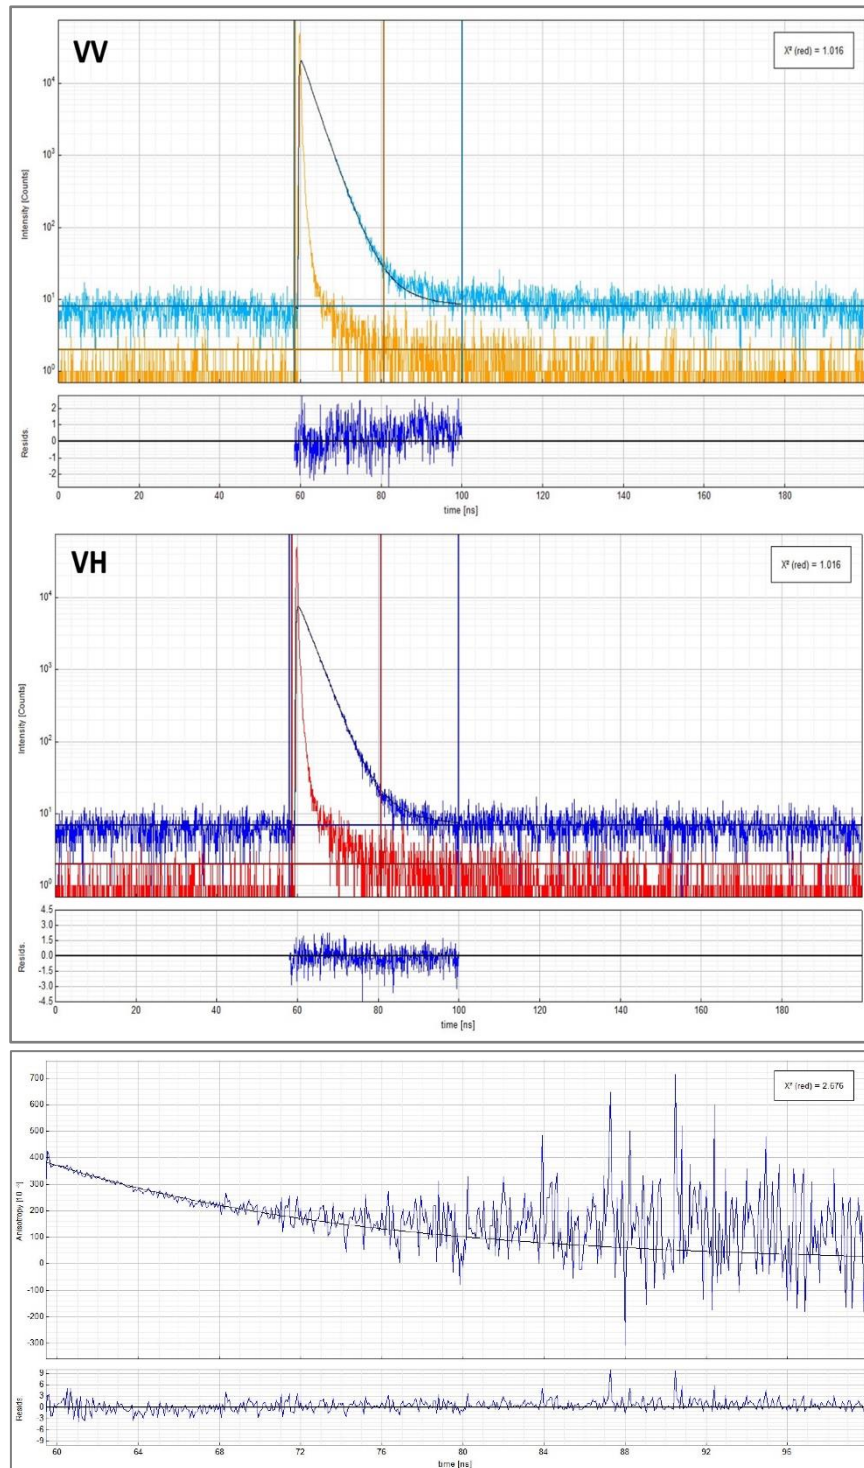 VV
X² (red) = 1.016
Intensity [Counts]
10⁴
10³
10²
10¹
10⁰
Resids.
2
1
0
-1
-2
0 20 40 60 80 100 120 140 160 180
time [ns]
VH
X² (red) = 1.016
Intensity [Counts]
10⁴
10³
10²
10¹
10⁰
Resids.
4.5
3.0
1.5
0.0
-1.5
-3.0
-4.5
0 20 40 60 80 100 120 140 160 180
time [ns]
X² (red) = 2.676
Anisotropy
700
600
500
400
300
200
100
0
-100
-200
-300
Resids.
9
6
3
0
-3
-6
-9
60 64 68 72 76 80 84 88 92 96
time [ns]